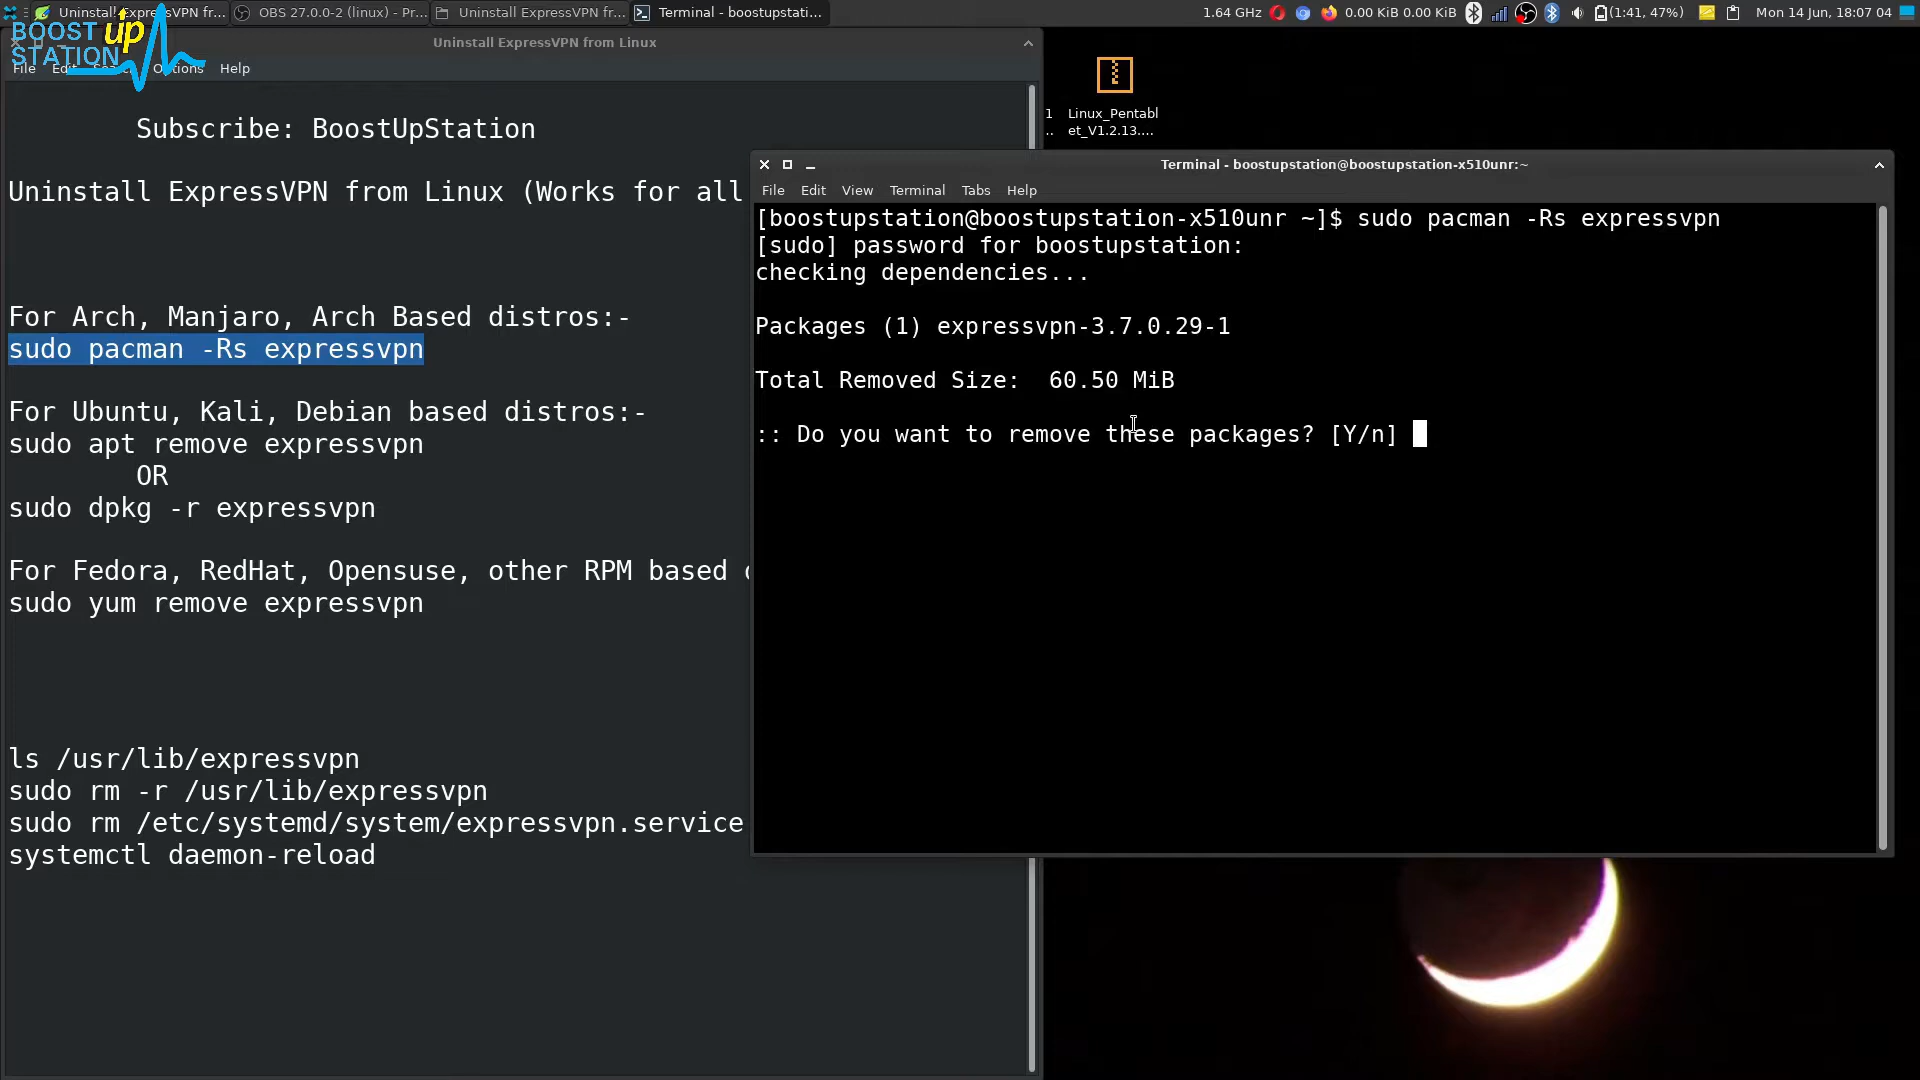 Uninstall ExpressVPN fr...
OBS 27.0.0-2 (linux) - Pr...
Uninstall ExpressVPN fr...
Terminal - boostupstati...
1.64 GHz
0.00 KiB 0.00 KiB
(1:41, 47%)
Mon 14 Jun, 18:07 04
BOOST up
STATION
Uninstall ExpressVPN from Linux
File Edit Search Options Help
Subscribe: BoostUpStation
Uninstall ExpressVPN from Linux (Works for all
For Arch, Manjaro, Arch Based distros:-
sudo pacman -Rs expressvpn
For Ubuntu, Kali, Debian based distros:-
sudo apt remove expressvpn
OR
sudo dpkg -r expressvpn
For Fedora, RedHat, Opensuse, other RPM based
sudo yum remove expressvpn
ls /usr/lib/expressvpn
sudo rm -r /usr/lib/expressvpn
sudo rm /etc/systemd/system/expressvpn.service
systemctl daemon-reload
1
..
Linux_Pentabl
et_V1.2.13....
Terminal - boostupstation@boostupstation-x510unr:~
File Edit View Terminal Tabs Help
[boostupstation@boostupstation-x510unr ~]$ sudo pacman -Rs expressvpn
[sudo] password for boostupstation:
checking dependencies...
Packages (1) expressvpn-3.7.0.29-1
Total Removed Size:  60.50 MiB
:: Do you want to remove these packages? [Y/n]